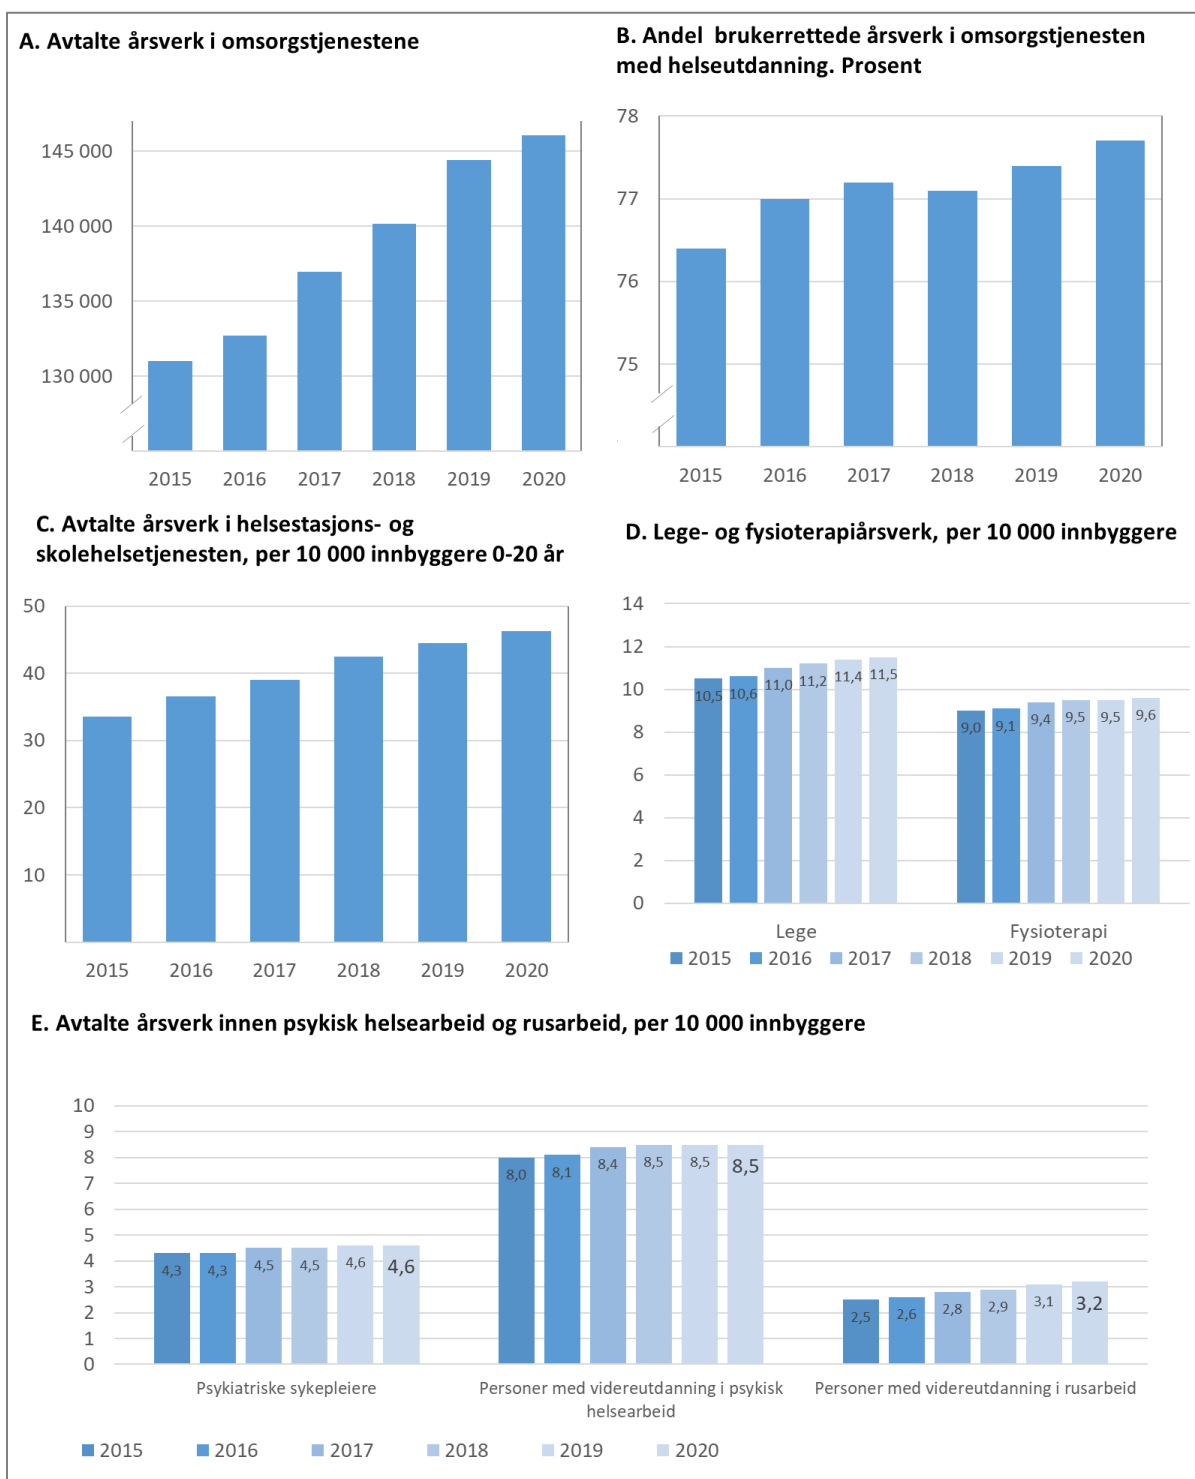 A. Avtalte årsverk i omsorgstjenestene
145 000
140 000
135 000
130 000
2015 2016 2017 2018 2019 2020
B. Andel brukerrettede årsverk i omsorgstjenesten
med helseutdanning. Prosent
78
77
76
75
2015 2016 2017 2018 2019 2020
C. Avtalte årsverk i helsestasjons- og
skolehelsetjenesten, per 10 000 innbyggere 0-20 år
50
40
30
20
10
2015 2016 2017 2018 2019 2020
D. Lege- og fysioterapiårsverk, per 10 000 innbyggere
14
12
10
8
6
4
2
0
10,5 10,6 11,0 11,2 11,4 11,5
9,0 9,1 9,4 9,5 9,5 9,6
Lege Fysioterapi
2015 2016 2017 2018 2019 2020
E. Avtalte årsverk innen psykisk helsearbeid og rusarbeid, per 10 000 innbyggere
10
9
8
7
6
5
4
3
2
1
0
4,3 4,3 4,5 4,5 4,6 4,6
8,0 8,1 8,4 8,5 8,5 8,5
2,5 2,6 2,8 2,9 3,1 3,2
Psykiatriske sykepleiere
Personer med videreutdanning i psykisk
helsearbeid
Personer med videreutdanning i rusarbeid
2015 2016 2017 2018 2019 2020